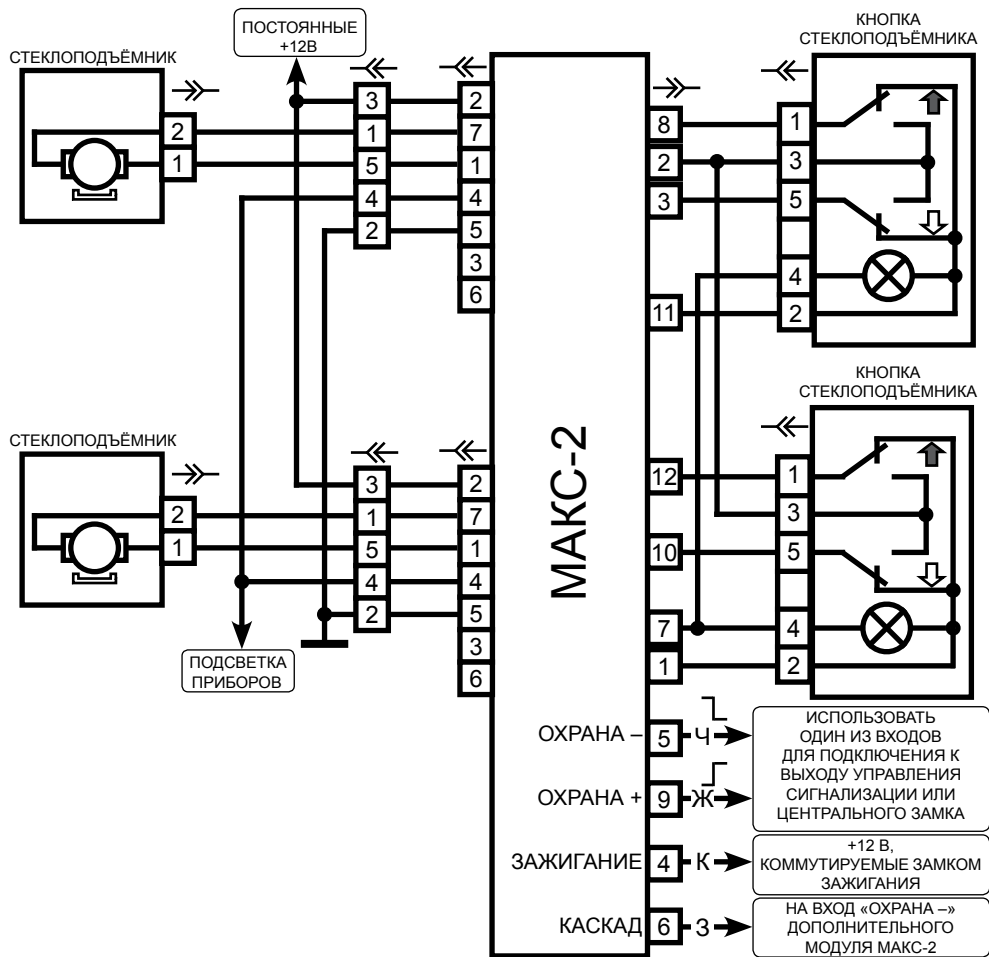 ПОСТОЯННЫЕ
+12В
СТЕКЛОПОДЪЁМНИК
2
1
3
1
5
4
2
2
7
1
4
5
3
6
СТЕКЛОПОДЪЁМНИК
2
1
3
1
5
4
2
2
7
1
4
5
3
6
ПОДСВЕТКА
ПРИБОРОВ
МАКС-2
8
2
3
11
12
10
7
1
КНОПКА
СТЕКЛОПОДЪЁМНИКА
1
3
5
4
2
КНОПКА
СТЕКЛОПОДЪЁМНИКА
1
3
5
4
2
ОХРАНА – 5 Ч
ОХРАНА + 9 Ж
ИСПОЛЬЗОВАТЬ
ОДИН ИЗ ВХОДОВ
ДЛЯ ПОДКЛЮЧЕНИЯ К
ВЫХОДУ УПРАВЛЕНИЯ
СИГНАЛИЗАЦИИ ИЛИ
ЦЕНТРАЛЬНОГО ЗАМКА
ЗАЖИГАНИЕ 4 К
+12 В,
КОММУТИРУЕМЫЕ ЗАМКОМ
ЗАЖИГАНИЯ
КАСКАД 6 З
НА ВХОД «ОХРАНА –»
ДОПОЛНИТЕЛЬНОГО
МОДУЛЯ МАКС-2